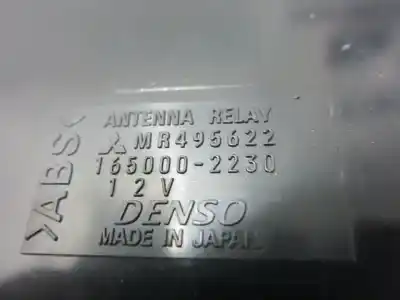 ANTENNA RELAY
MR495622
165000-2230
12V
DENSO
MADE IN JAPAN
>ABS<